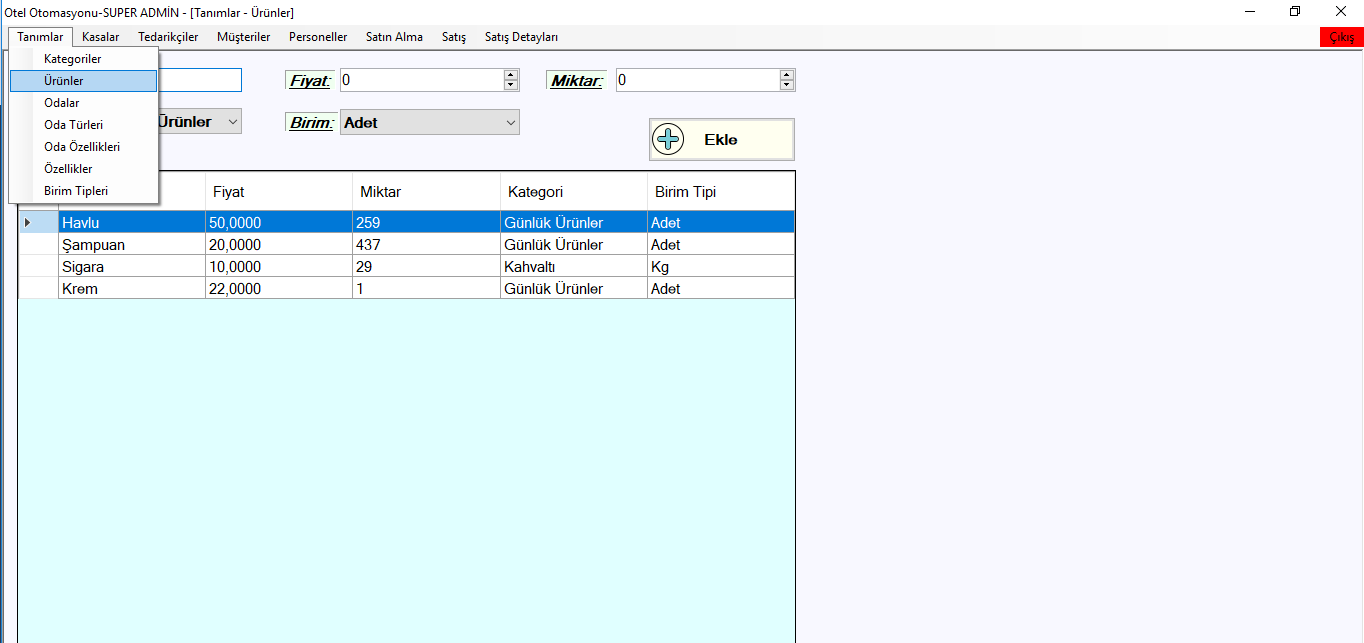 Otel Otomasyonu-SUPER ADMİN - [Tanımlar - Ürünler]
Tanımlar Kasalar Tedarikçiler Müşteriler Personeller Satın Alma Satış Satış Detayları Çıkış
Kategoriler
Ürünler
Odalar
Oda Türleri
Oda Özellikleri
Özellikler
Birim Tipleri
Fiyat: 0 Miktar: 0
Ürünler Birim: Adet
Ekle
Fiyat Miktar Kategori Birim Tipi
Havlu 50,0000 259 Günlük Ürünler Adet
Şampuan 20,0000 437 Günlük Ürünler Adet
Sigara 10,0000 29 Kahvaltı Kg
Krem 22,0000 1 Günlük Ürünler Adet